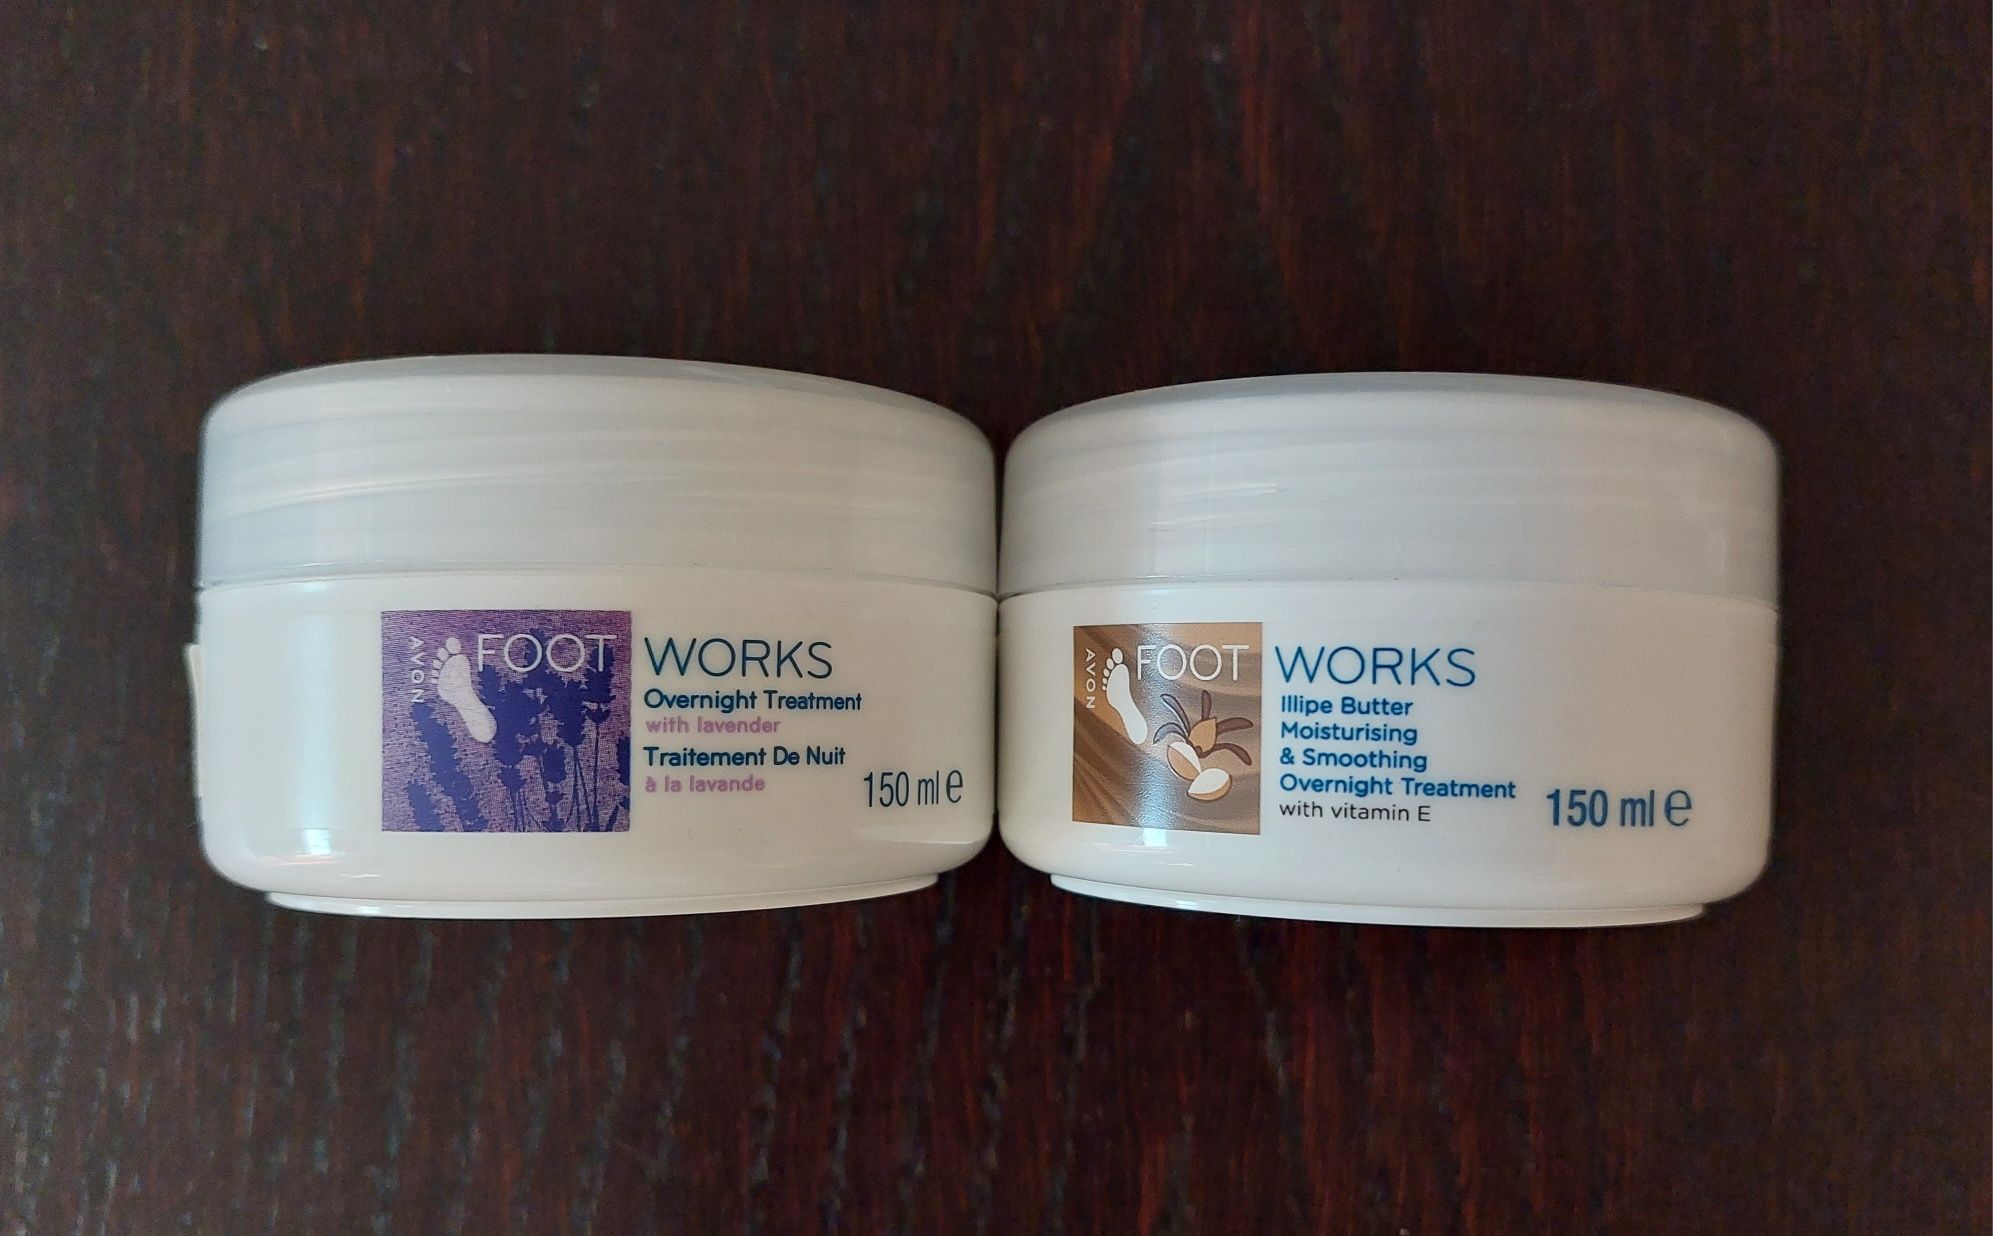 AVON
FOOT WORKS
Overnight Treatment
with lavender
Traitement De Nuit
à la lavande
150 ml e
AVON
FOOT WORKS
Illipe Butter
Moisturising
& Smoothing
Overnight Treatment
with vitamin E
150 ml e